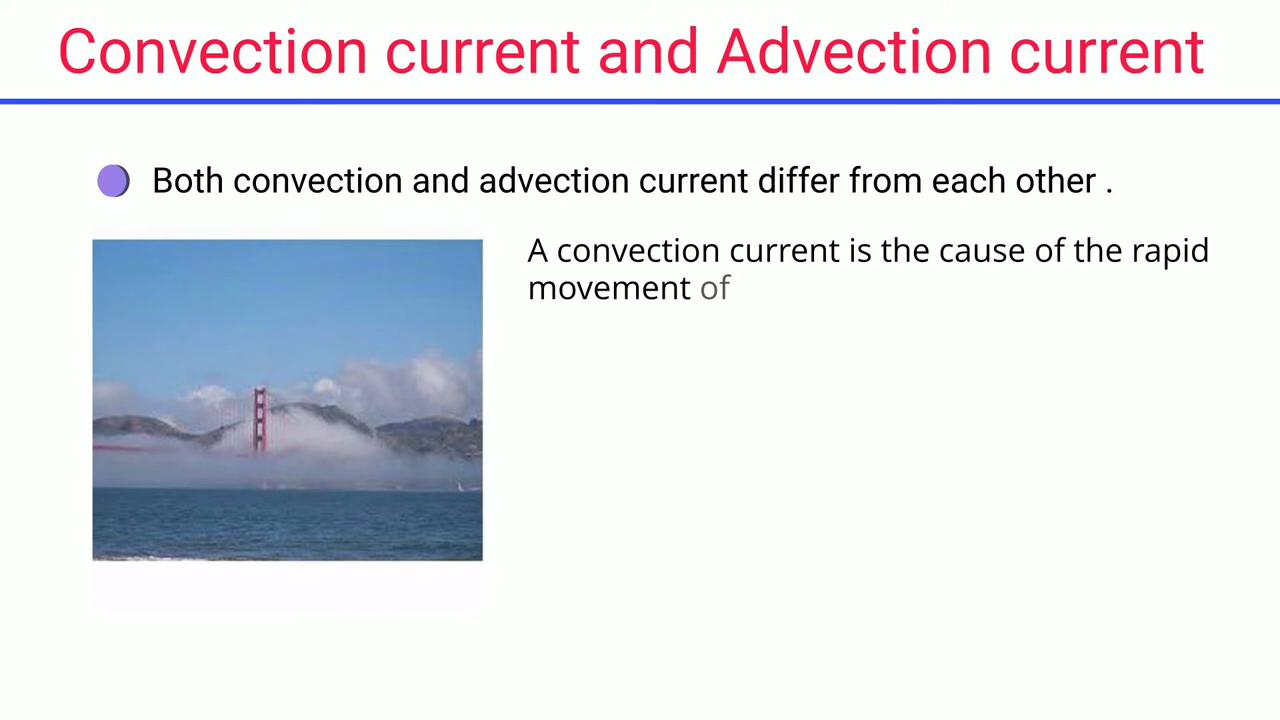 Convection current and Advection current
Both convection and advection current differ from each other .
A convection current is the cause of the rapid
movement of